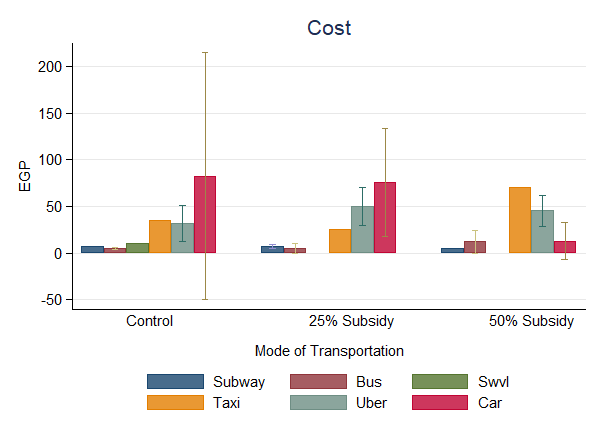 Cost
EGP
200
150
100
50
0
-50
Control 25% Subsidy 50% Subsidy
Mode of Transportation
Subway Bus Swvl
Taxi Uber Car